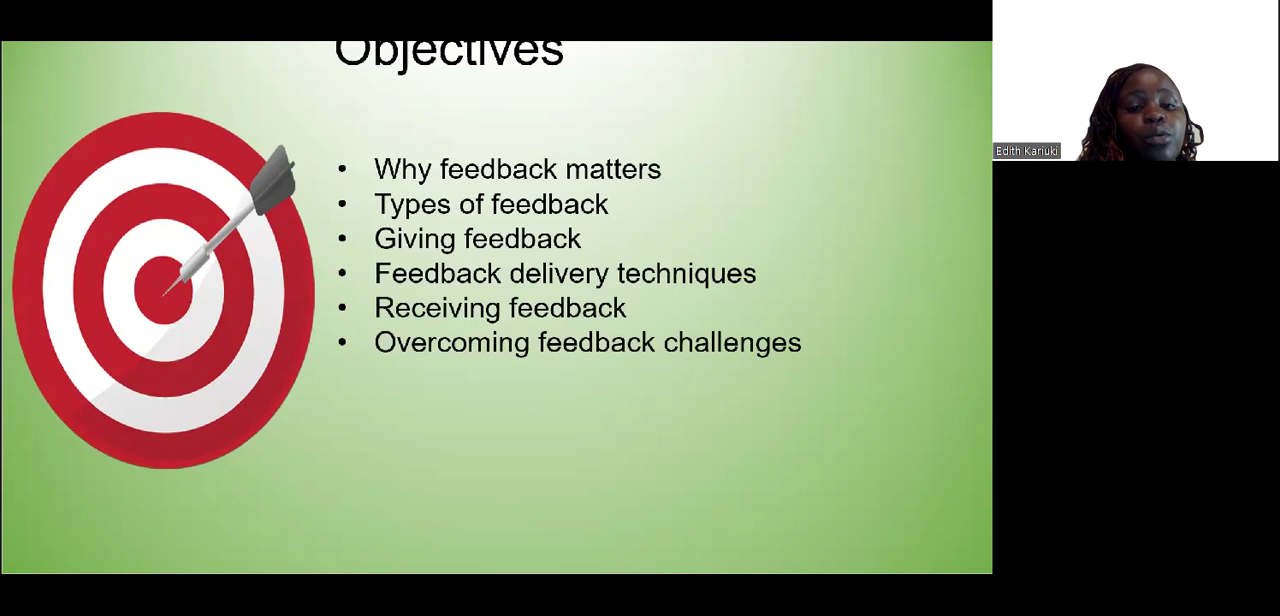 Objectives
• Why feedback matters
• Types of feedback
• Giving feedback
• Feedback delivery techniques
• Receiving feedback
• Overcoming feedback challenges
Edith Kariuki